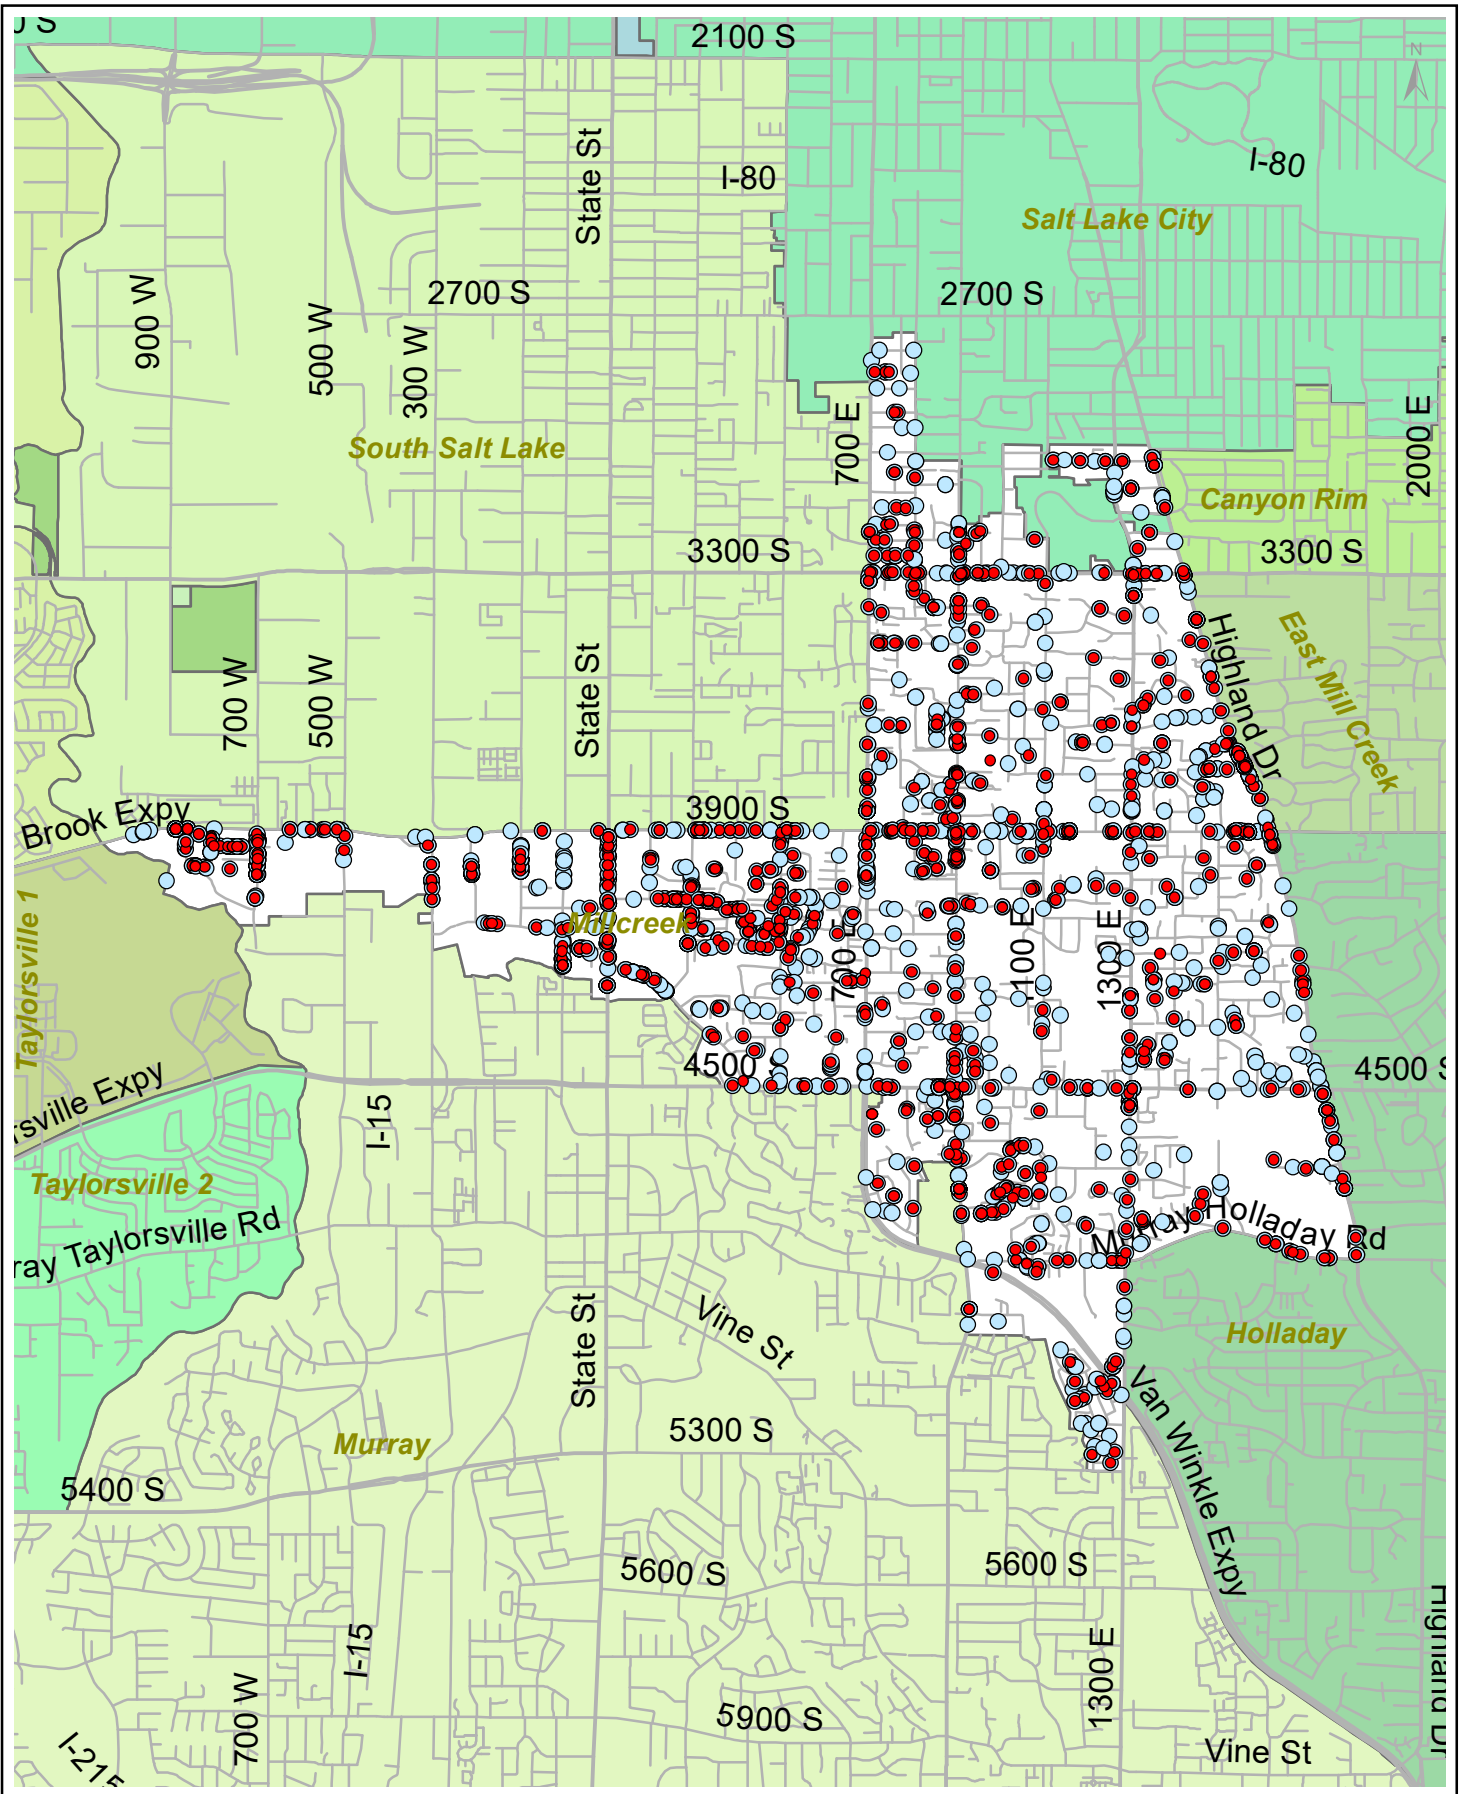 0 S
2100 S
N
I-80
I-80
State St
Salt Lake City
2700 S
2700 S
900 W
500 W
300 W
700 E
2000 E
South Salt Lake
Canyon Rim
3300 S
3300 S
Highland Dr
East Mill Creek
700 W
500 W
State St
3900 S
Brook Expy
Taylorsville 1
Millcreek
700 E
1100 E
1300 E
4500 S
4500 S
rsville Expy
I-15
Taylorsville 2
ray Taylorsville Rd
Murray Holladay Rd
State St
Vine St
Holladay
Van Winkle Expy
Murray
5300 S
5400 S
5600 S
5600 S
Highland Dr
I-15
1300 E
700 W
5900 S
I-215
Vine St